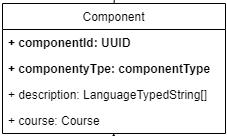 Component
+ componentId: UUID
+ componentyTpe: componentType
+ description: LanguageTypedString[]
+ course: Course